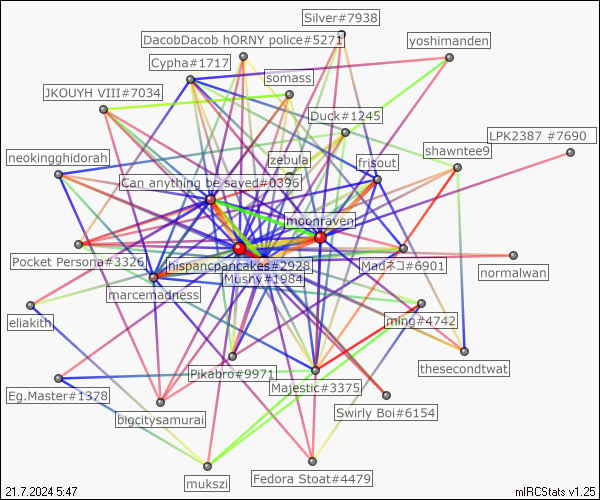 Silver#7938
DacobDacob hORNY police#5271
yoshimanden
Cypha#1717
somass
JKOUYH VIII#7034
Duck#1245
LPK2387 #7690
shawntee9
neokingghidorah
zebula
frisout
Can anything be saved#0396
moonraven
Pocket Persona#3326
hispancpancakes#2928
Madネコ#6901
normalwan
Mushy#1984
marcemadness
eliakith
ming#4742
thesecondtwat
Pikabro#9971
Majestic#3375
Eg.Master#1378
Swirly Boi#6154
bigcitysamurai
mukszi
Fedora Stoat#4479
21.7.2024 5:47
mIRCStats v1.25